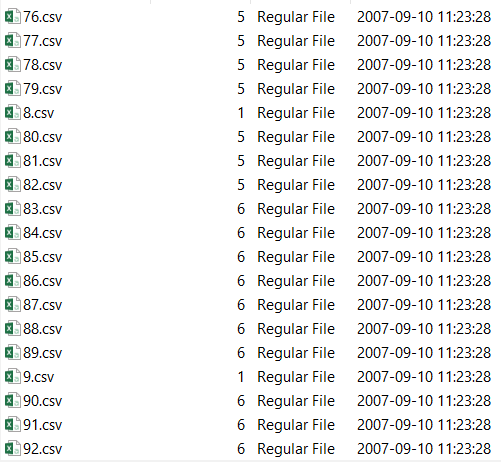 76.csv 5 Regular File 2007-09-10 11:23:28
77.csv 5 Regular File 2007-09-10 11:23:28
78.csv 5 Regular File 2007-09-10 11:23:28
79.csv 5 Regular File 2007-09-10 11:23:28
8.csv 1 Regular File 2007-09-10 11:23:28
80.csv 5 Regular File 2007-09-10 11:23:28
81.csv 5 Regular File 2007-09-10 11:23:28
82.csv 5 Regular File 2007-09-10 11:23:28
83.csv 6 Regular File 2007-09-10 11:23:28
84.csv 6 Regular File 2007-09-10 11:23:28
85.csv 6 Regular File 2007-09-10 11:23:28
86.csv 6 Regular File 2007-09-10 11:23:28
87.csv 6 Regular File 2007-09-10 11:23:28
88.csv 6 Regular File 2007-09-10 11:23:28
89.csv 6 Regular File 2007-09-10 11:23:28
9.csv 1 Regular File 2007-09-10 11:23:28
90.csv 6 Regular File 2007-09-10 11:23:28
91.csv 6 Regular File 2007-09-10 11:23:28
92.csv 6 Regular File 2007-09-10 11:23:28